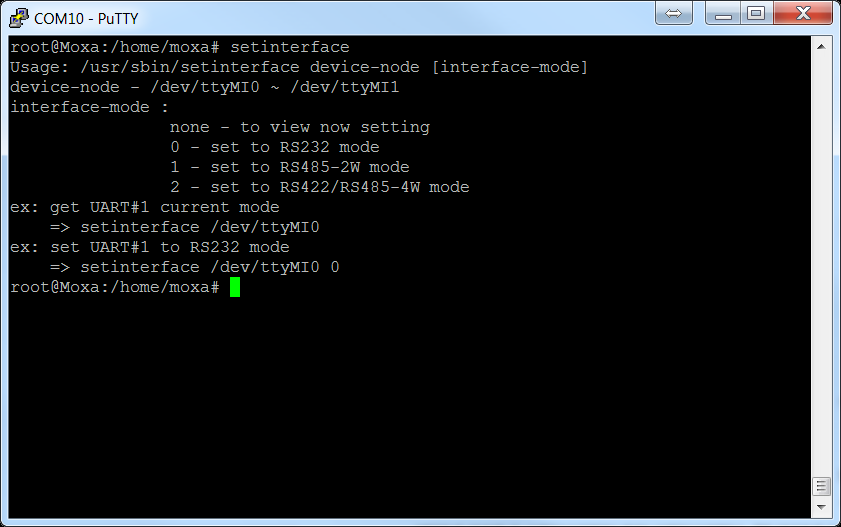 COM10 - PuTTY
root@Moxa:/home/moxa# setinterface
Usage: /usr/sbin/setinterface device-node [interface-mode]
device-node - /dev/ttyMI0 ~ /dev/ttyMI1
interface-mode :
none - to view now setting
0 - set to RS232 mode
1 - set to RS485-2W mode
2 - set to RS422/RS485-4W mode
ex: get UART#1 current mode
=> setinterface /dev/ttyMI0
ex: set UART#1 to RS232 mode
=> setinterface /dev/ttyMI0 0
root@Moxa:/home/moxa#